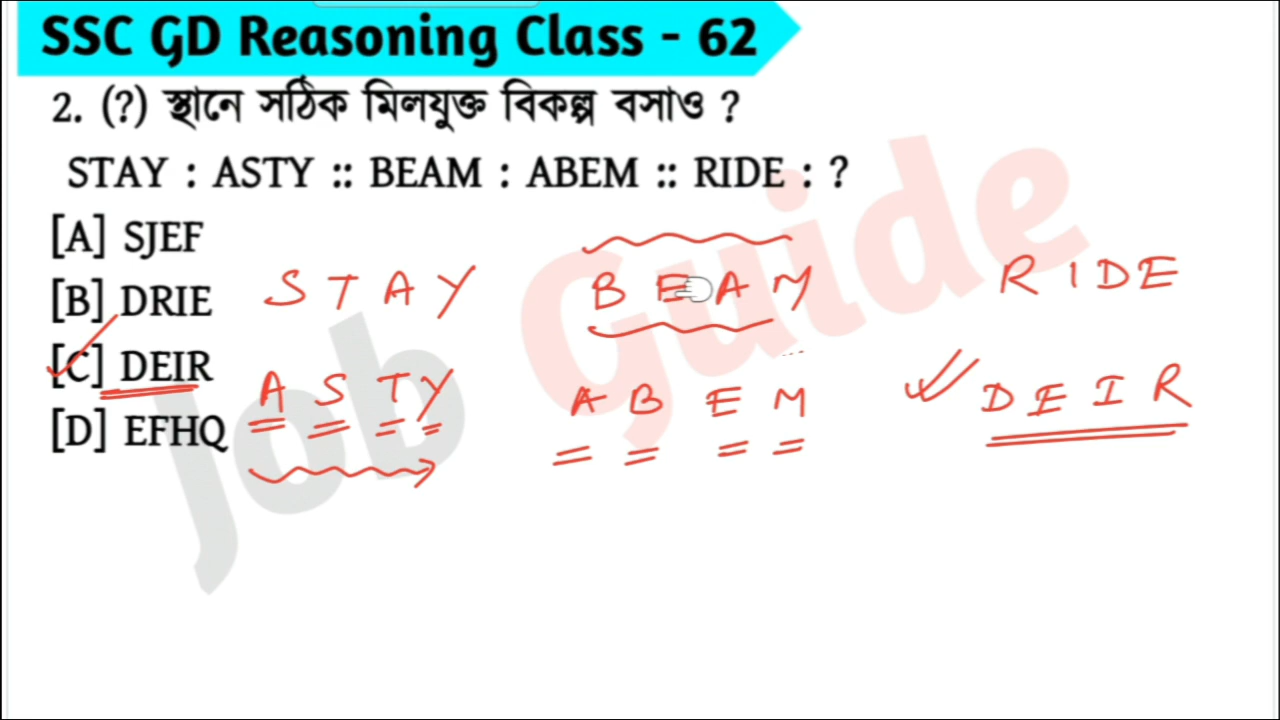 SSC GD Reasoning Class - 62
2. (?) স্থানে সঠিক মিলযুক্ত বিকল্প বসাও ?
STAY : ASTY :: BEAM : ABEM :: RIDE : ?
[A] SJEF
[B] DRIE
[C] DEIR
[D] EFHQ
STAY BEAM RIDE
ASTY ABEM DEIR
Job Guide